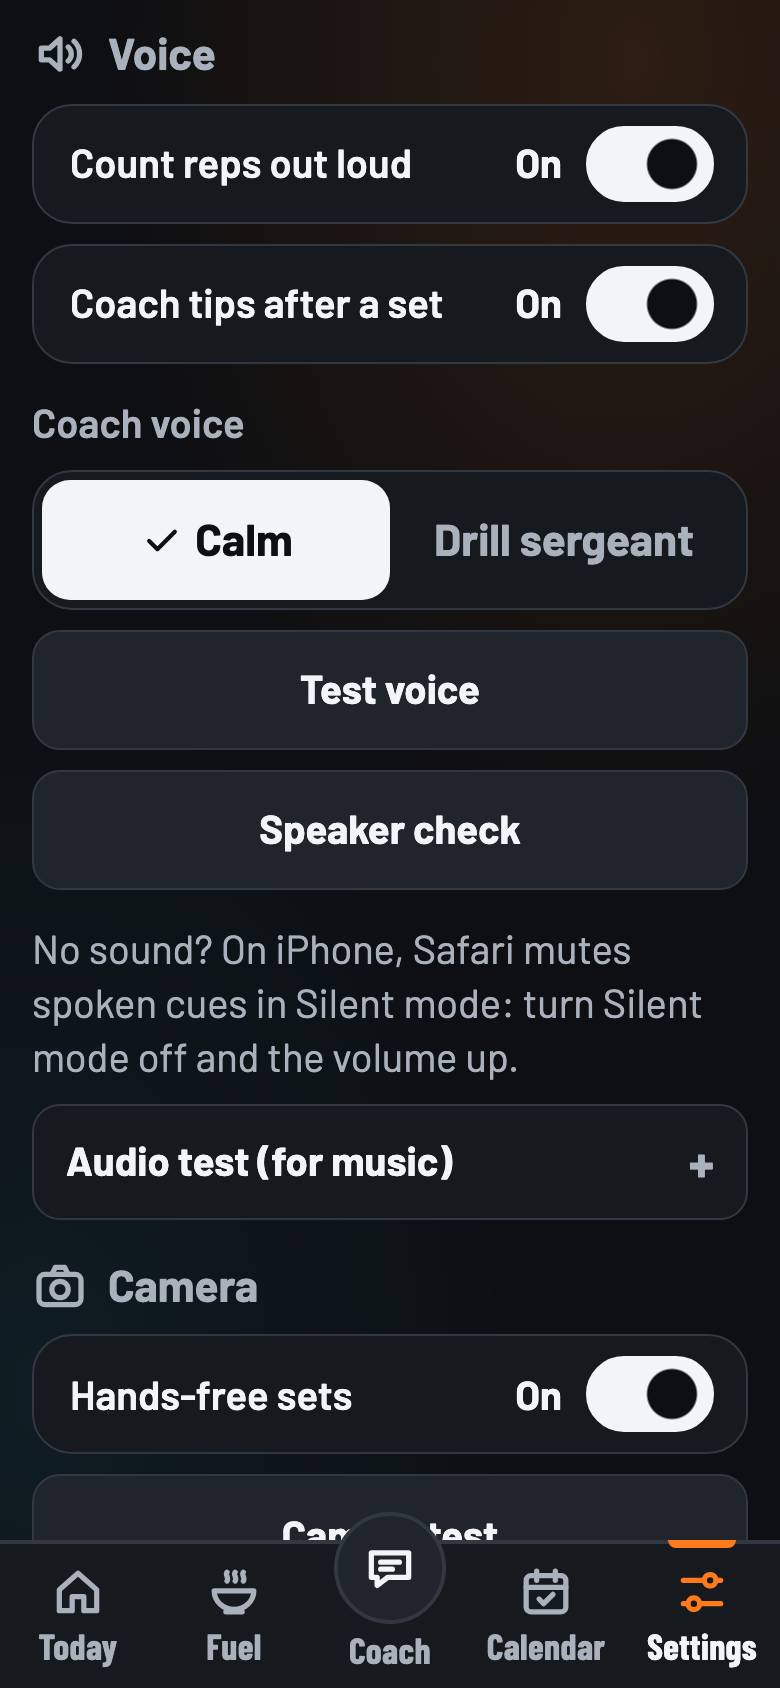 Voice
Count reps out loud On
Coach tips after a set On
Coach voice
Calm Drill sergeant
Test voice
Speaker check
No sound? On iPhone, Safari mutes
spoken cues in Silent mode: turn Silent
mode off and the volume up.
Audio test (for music) +
Camera
Hands-free sets On
test
Today Fuel Coach Calendar Settings